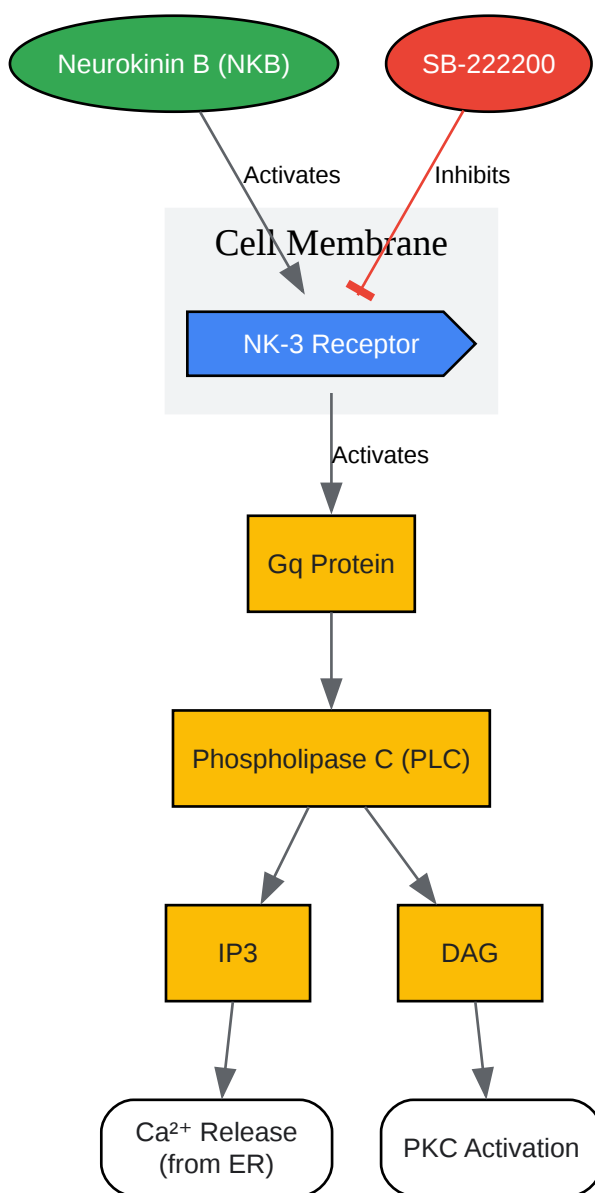 Neurokinin B (NKB)
SB-222200
Activates
Inhibits
Cell Membrane
NK-3 Receptor
Activates
Gq Protein
Phospholipase C (PLC)
IP3
DAG
Ca²⁺ Release
(from ER)
PKC Activation